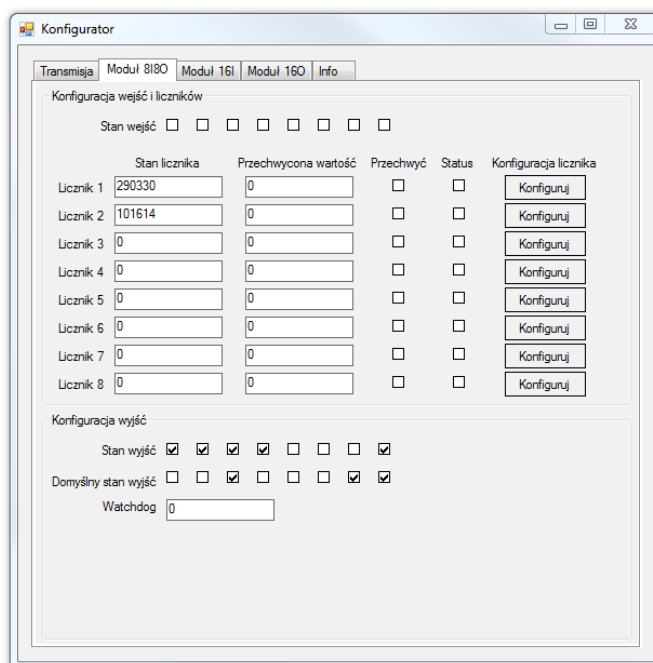 Konfigurator
Transmisja Moduł 8I8O Moduł 16I Moduł 16O Info
Konfiguracja wejść i liczników
Stan wejść
Stan licznika Przechwycona wartość Przechwyć Status Konfiguracja licznika
Licznik 1 290330 0 Konfiguruj
Licznik 2 101614 0 Konfiguruj
Licznik 3 0 0 Konfiguruj
Licznik 4 0 0 Konfiguruj
Licznik 5 0 0 Konfiguruj
Licznik 6 0 0 Konfiguruj
Licznik 7 0 0 Konfiguruj
Licznik 8 0 0 Konfiguruj
Konfiguracja wyjść
Stan wyjść
Domyślny stan wyjść
Watchdog 0